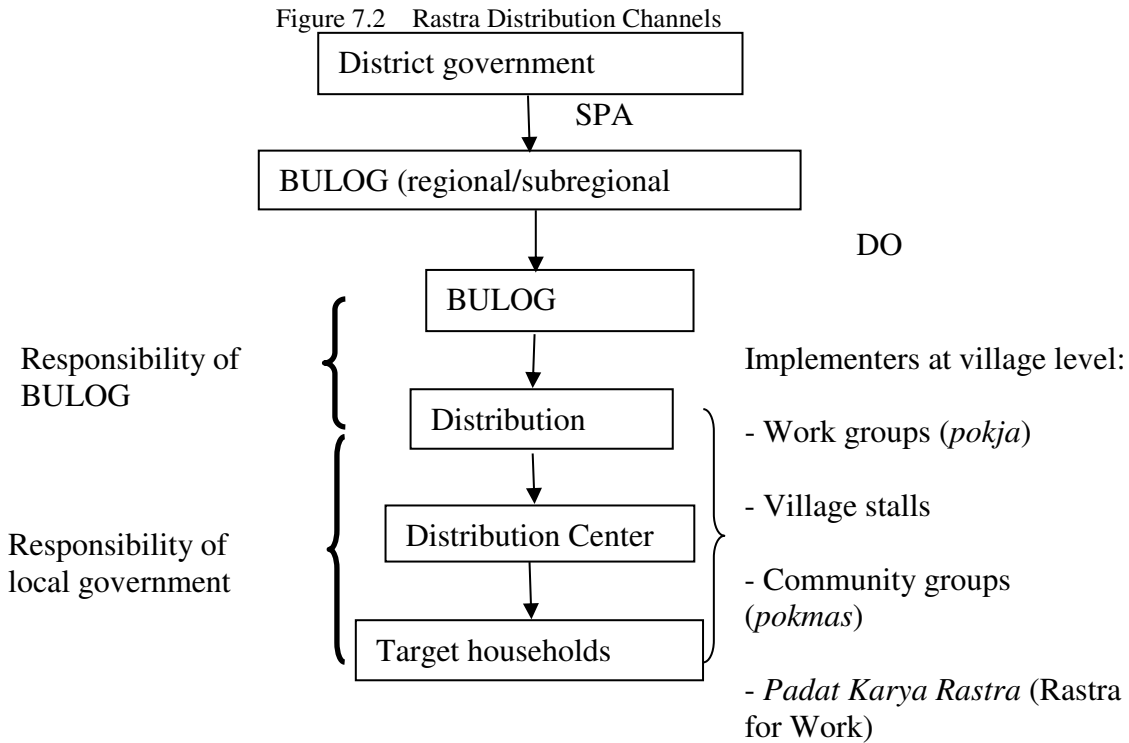 Figure 7.2 Rastra Distribution Channels
District government
SPA
BULOG (regional/subregional
DO
BULOG
Responsibility of
BULOG
Distribution
Distribution Center
Target households
Responsibility of
local government
Implementers at village level:
- Work groups (pokja)
- Village stalls
- Community groups
(pokmas)
- Padat Karya Rastra (Rastra
for Work)